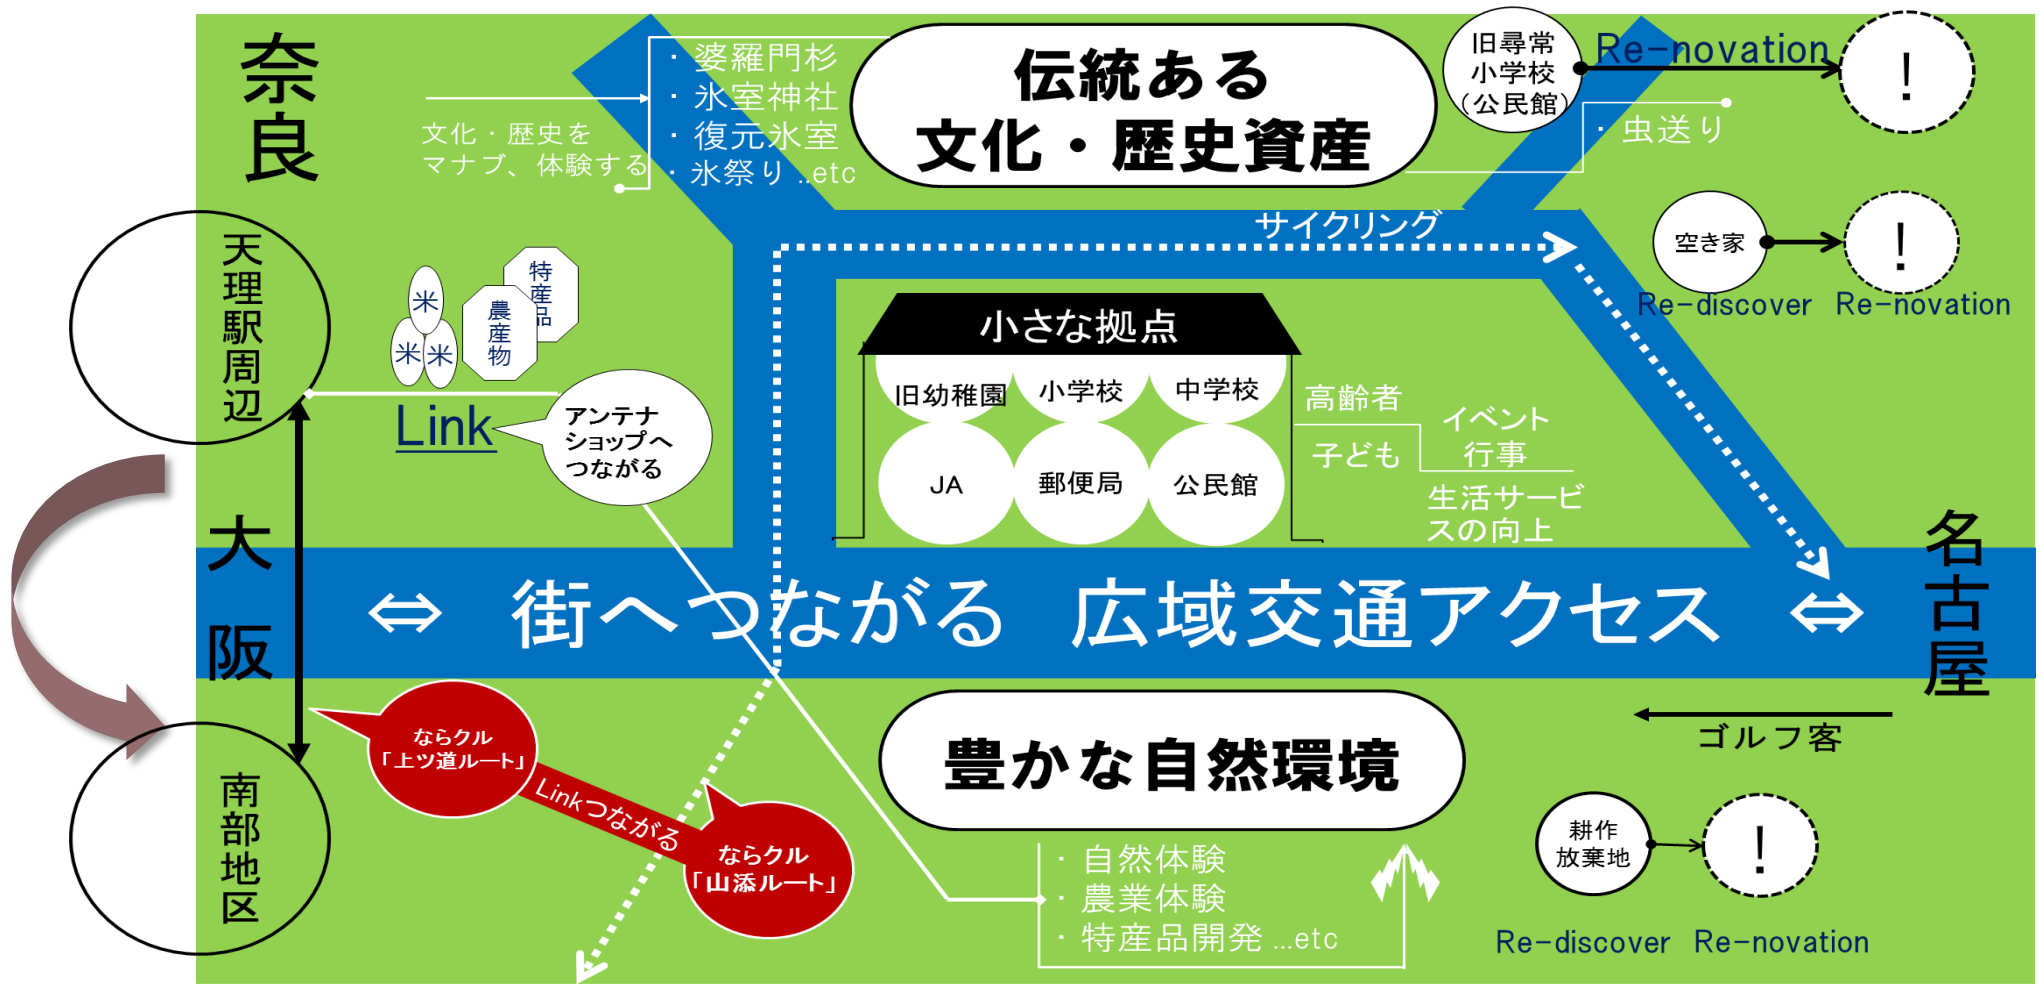 奈良
・婆羅門杉
・氷室神社
・復元氷室
・氷祭り …etc
文化・歴史を
マナブ、体験する
伝統ある
文化・歴史資産
旧尋常
小学校
(公民館)
Re-novation
!
・虫送り
サイクリング
空き家
!
Re-discover
Re-novation
天理駅周辺
米
米
米
特産品
農産物
Link
アンテナ
ショップへ
つながる
小さな拠点
旧幼稚園
小学校
中学校
JA
郵便局
公民館
高齢者
子ども
イベント
行事
生活サービ
スの向上
大阪
⇔ 街へつながる 広域交通アクセス ⇔
名古屋
ならクル
「上ツ道ルート」
Linkつながる
ならクル
「山添ルート」
南部地区
豊かな自然環境
・自然体験
・農業体験
・特産品開発 …etc
ゴルフ客
耕作
放棄地
!
Re-discover
Re-novation